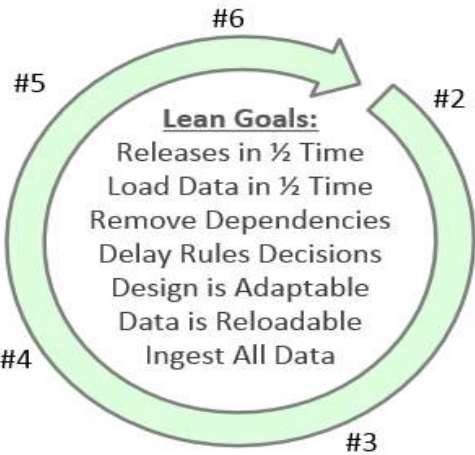 #6
#5
#2
Lean Goals:
Releases in ½ Time
Load Data in ½ Time
Remove Dependencies
Delay Rules Decisions
Design is Adaptable
Data is Reloadable
Ingest All Data
#4
#3